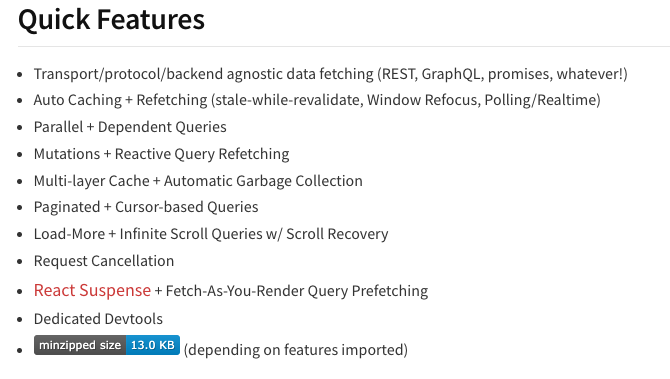 Quick Features
• Transport/protocol/backend agnostic data fetching (REST, GraphQL, promises, whatever!)
• Auto Caching + Refetching (stale-while-revalidate, Window Refocus, Polling/Realtime)
• Parallel + Dependent Queries
• Mutations + Reactive Query Refetching
• Multi-layer Cache + Automatic Garbage Collection
• Paginated + Cursor-based Queries
• Load-More + Infinite Scroll Queries w/ Scroll Recovery
• Request Cancellation
• React Suspense + Fetch-As-You-Render Query Prefetching
• Dedicated Devtools
• minzipped size 13.0 KB (depending on features imported)